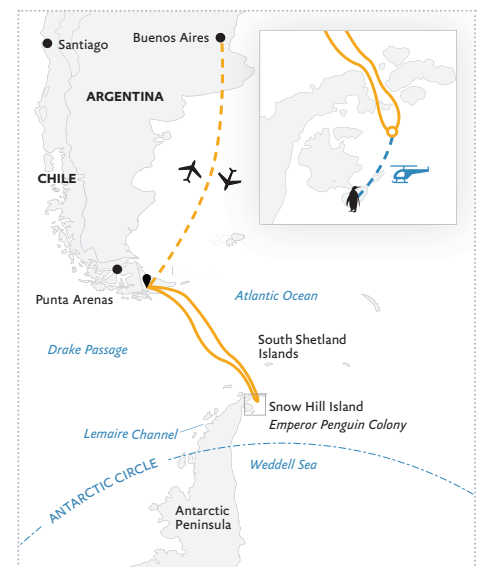 Santiago
Buenos Aires
ARGENTINA
CHILE
Punta Arenas
Atlantic Ocean
Drake Passage
South Shetland
Islands
Snow Hill Island
Emperor Penguin Colony
Lemaire Channel
Weddell Sea
ANTARCTIC CIRCLE
Antarctic
Peninsula